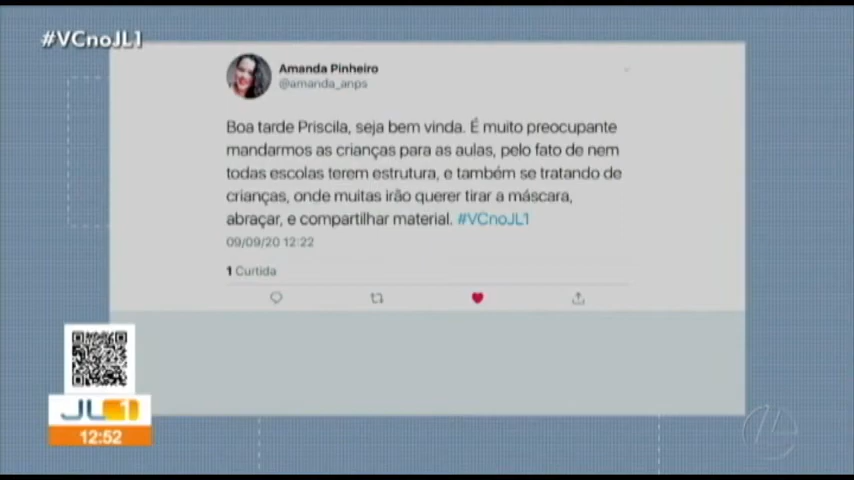 #VCnoJL1
Amanda Pinheiro
@amanda_anps
Boa tarde Priscila, seja bem vinda. É muito preocupante
mandarmos as crianças para as aulas, pelo fato de nem
todas escolas terem estrutura, e também se tratando de
crianças, onde muitas irão querer tirar a máscara,
abraçar, e compartilhar material. #VCnoJL1
09/09/20 12:22
1 Curtida
JL1
12:52